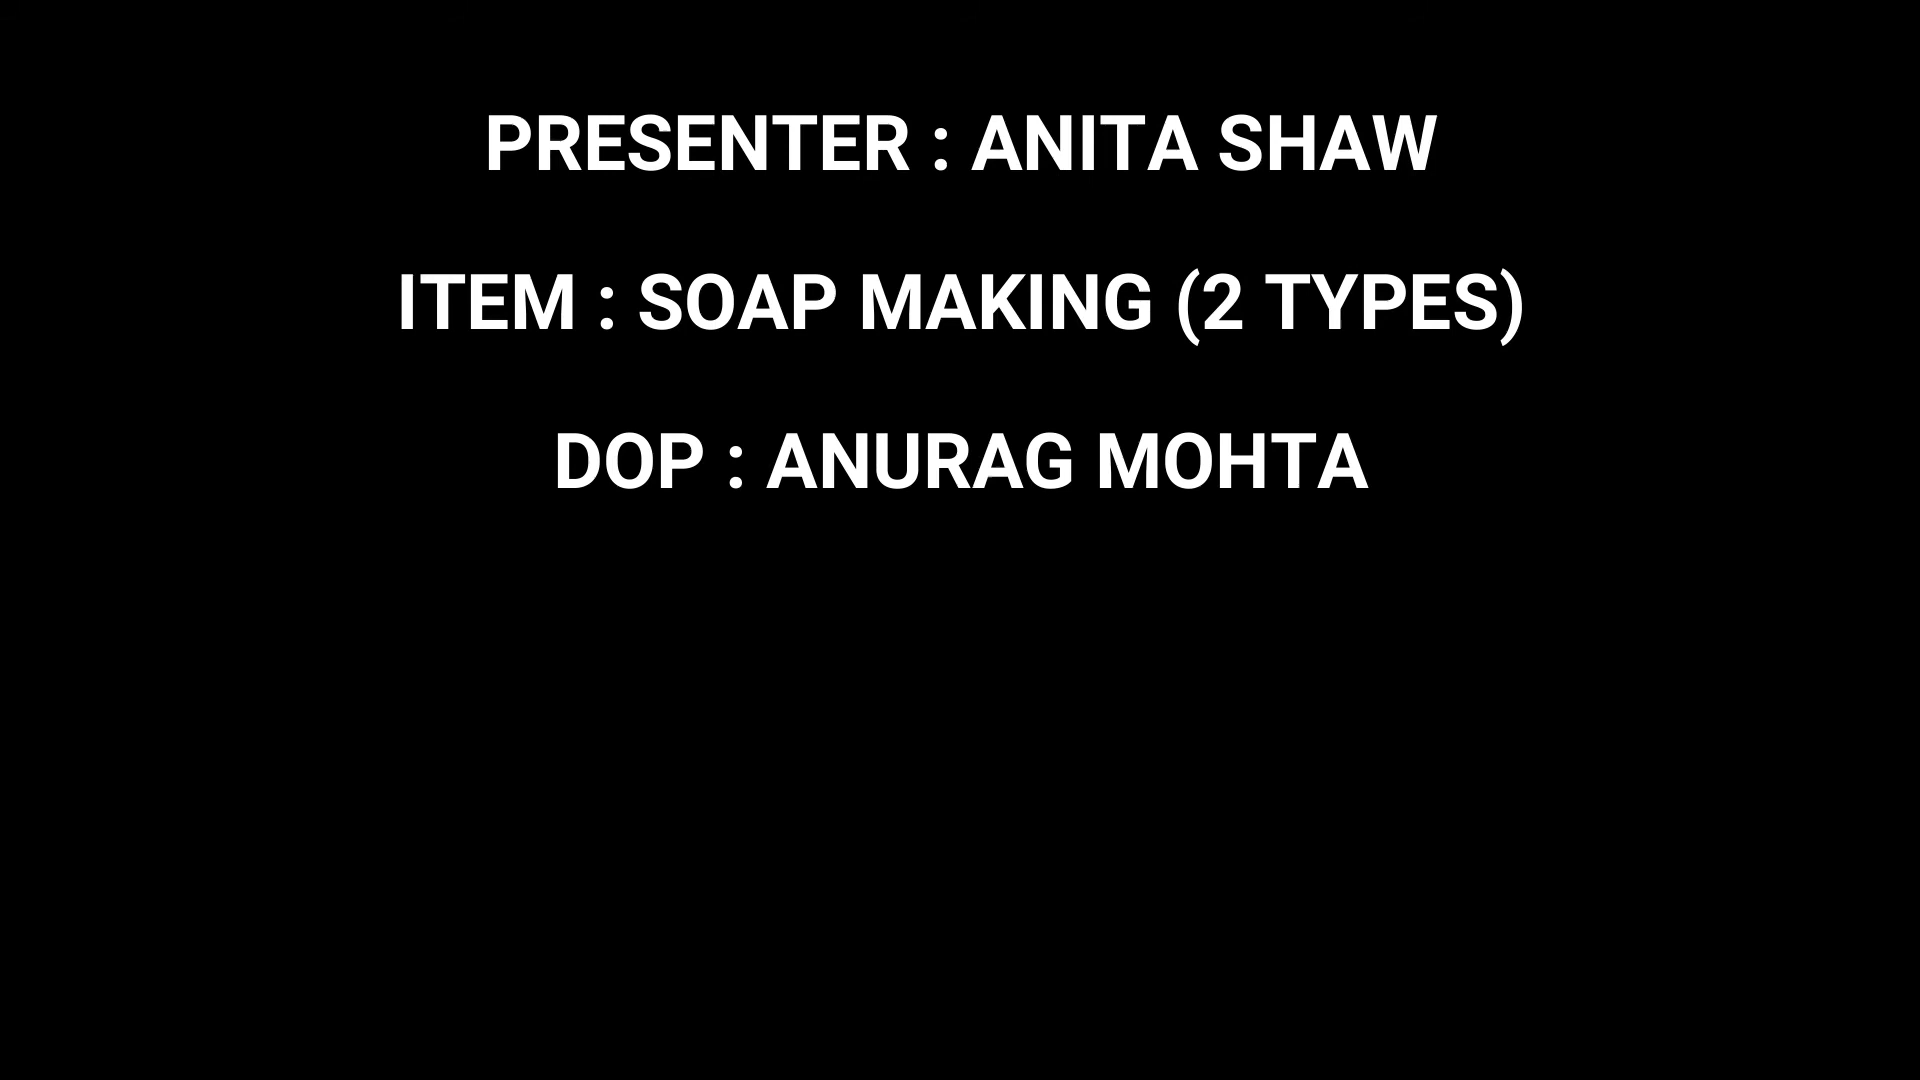 PRESENTER : ANITA SHAW
ITEM : SOAP MAKING (2 TYPES)
DOP : ANURAG MOHTA